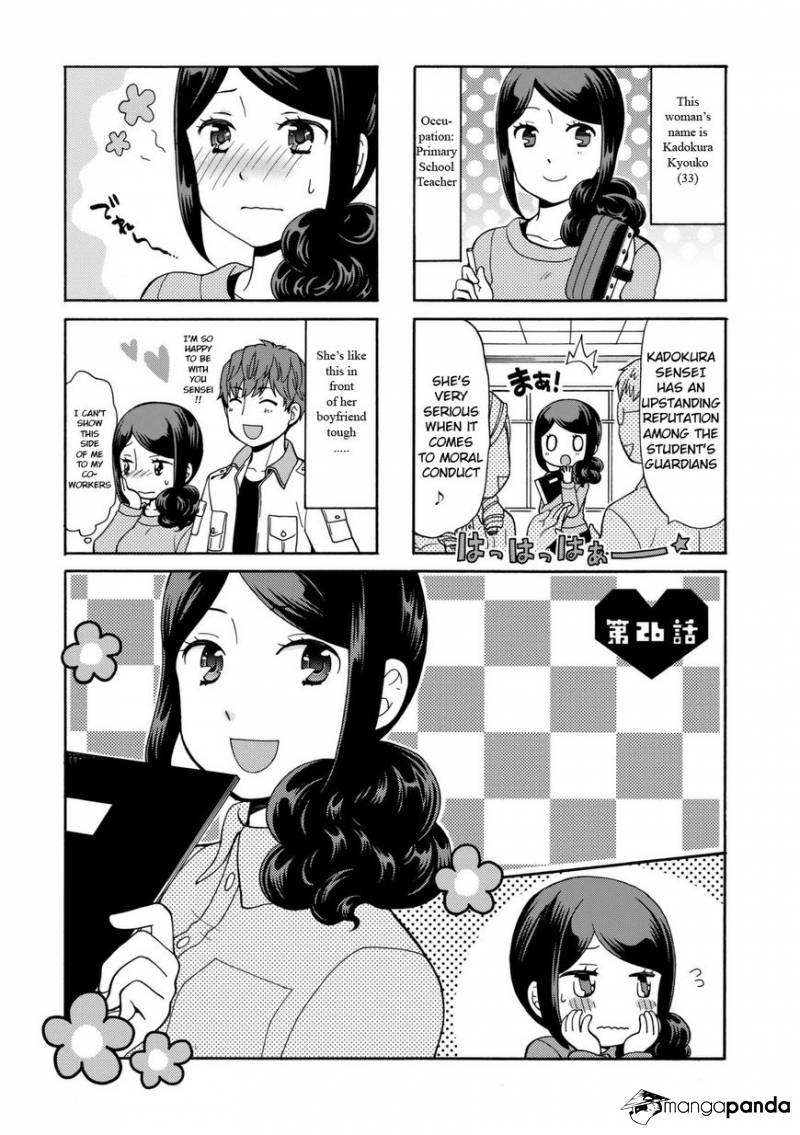 This
woman's
name is
Kadokura
Kyouko
(33)
Occu-
pation:
Primary
School
Teacher
でれ〜ん
KADOKURA
SENSEI
HAS AN
UPSTANDING
REPUTATION
AMONG THE
STUDENT'S
GUARDIANS
まぁ!
SHE'S
VERY
SERIOUS
WHEN IT
COMES
TO MORAL
CONDUCT
♪
はっはっはぁーー☆
She's like
this in
front
of her
boyfriend
tough
.....
I'M SO
HAPPY
TO BE
WITH
YOU
SENSEI
!!
I CAN'T
SHOW
THIS
SIDE
OF ME
TO MY
CO-
WORKERS
第26話
mangapanda